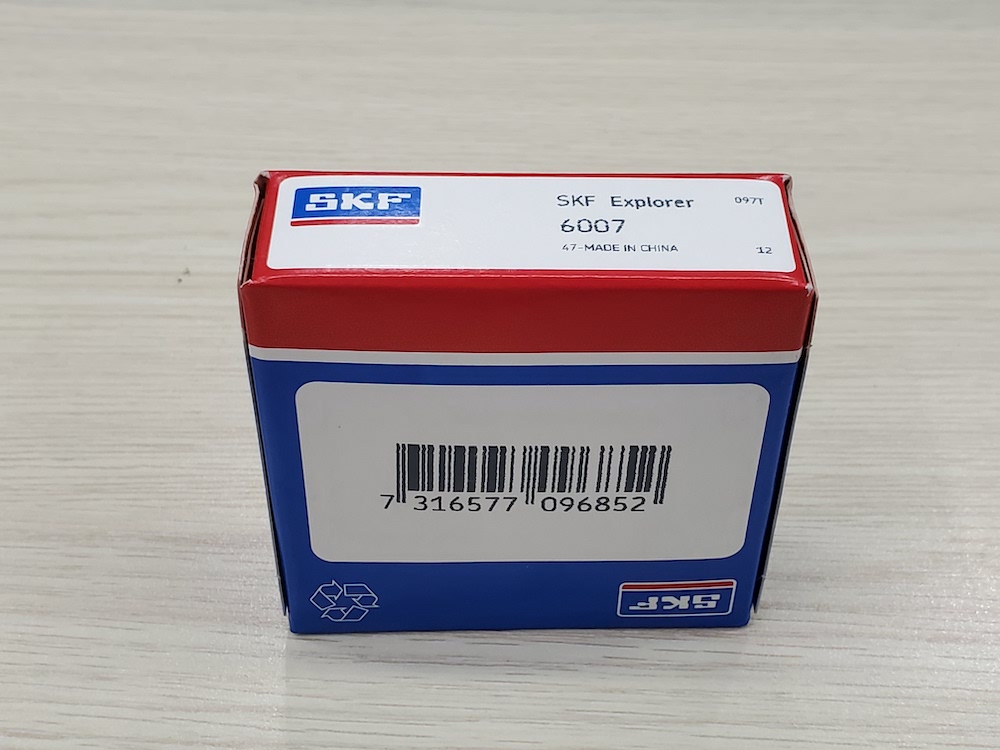 SKF
SKF Explorer
097T
6007
47-MADE IN CHINA
12
7 316577 096852
SKF